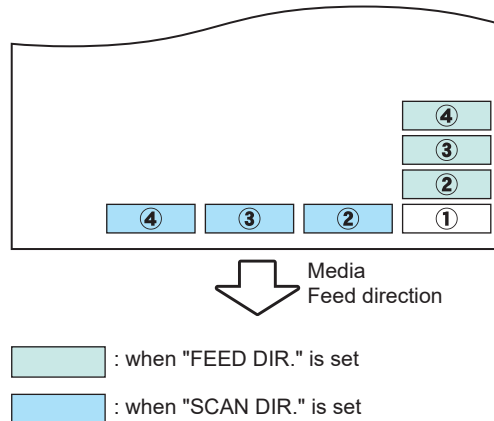 ④
③
②
④ ③ ② ①
Media
Feed direction
: when "FEED DIR." is set
: when "SCAN DIR." is set